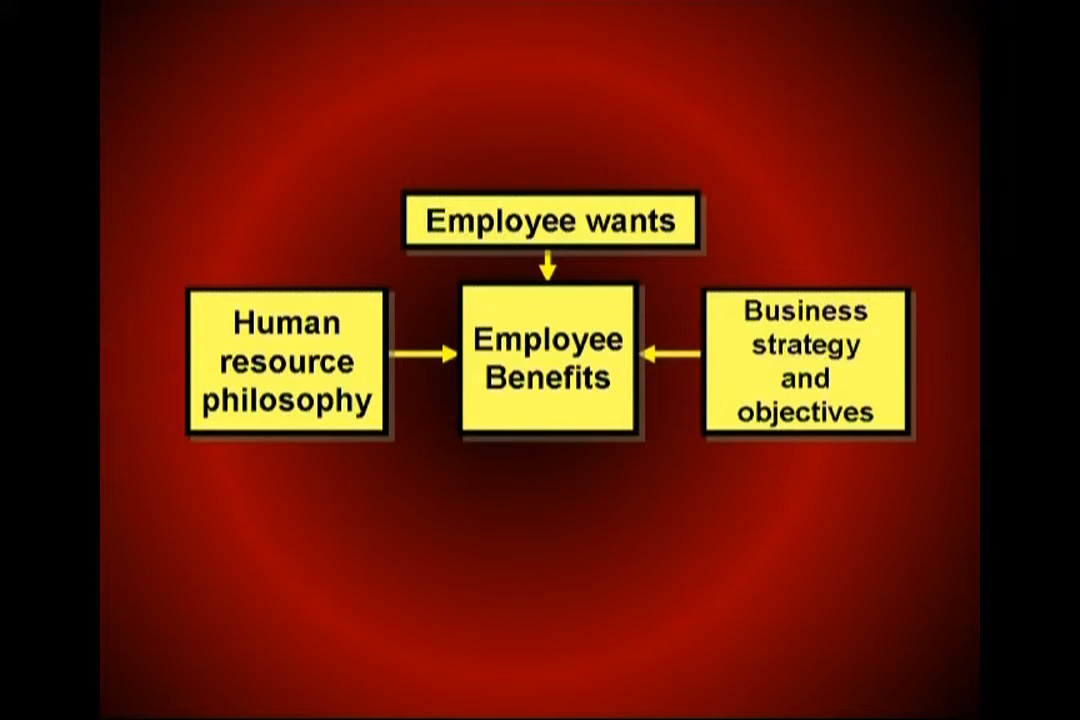 Employee wants
Human
resource
philosophy
Employee
Benefits
Business
strategy
and
objectives